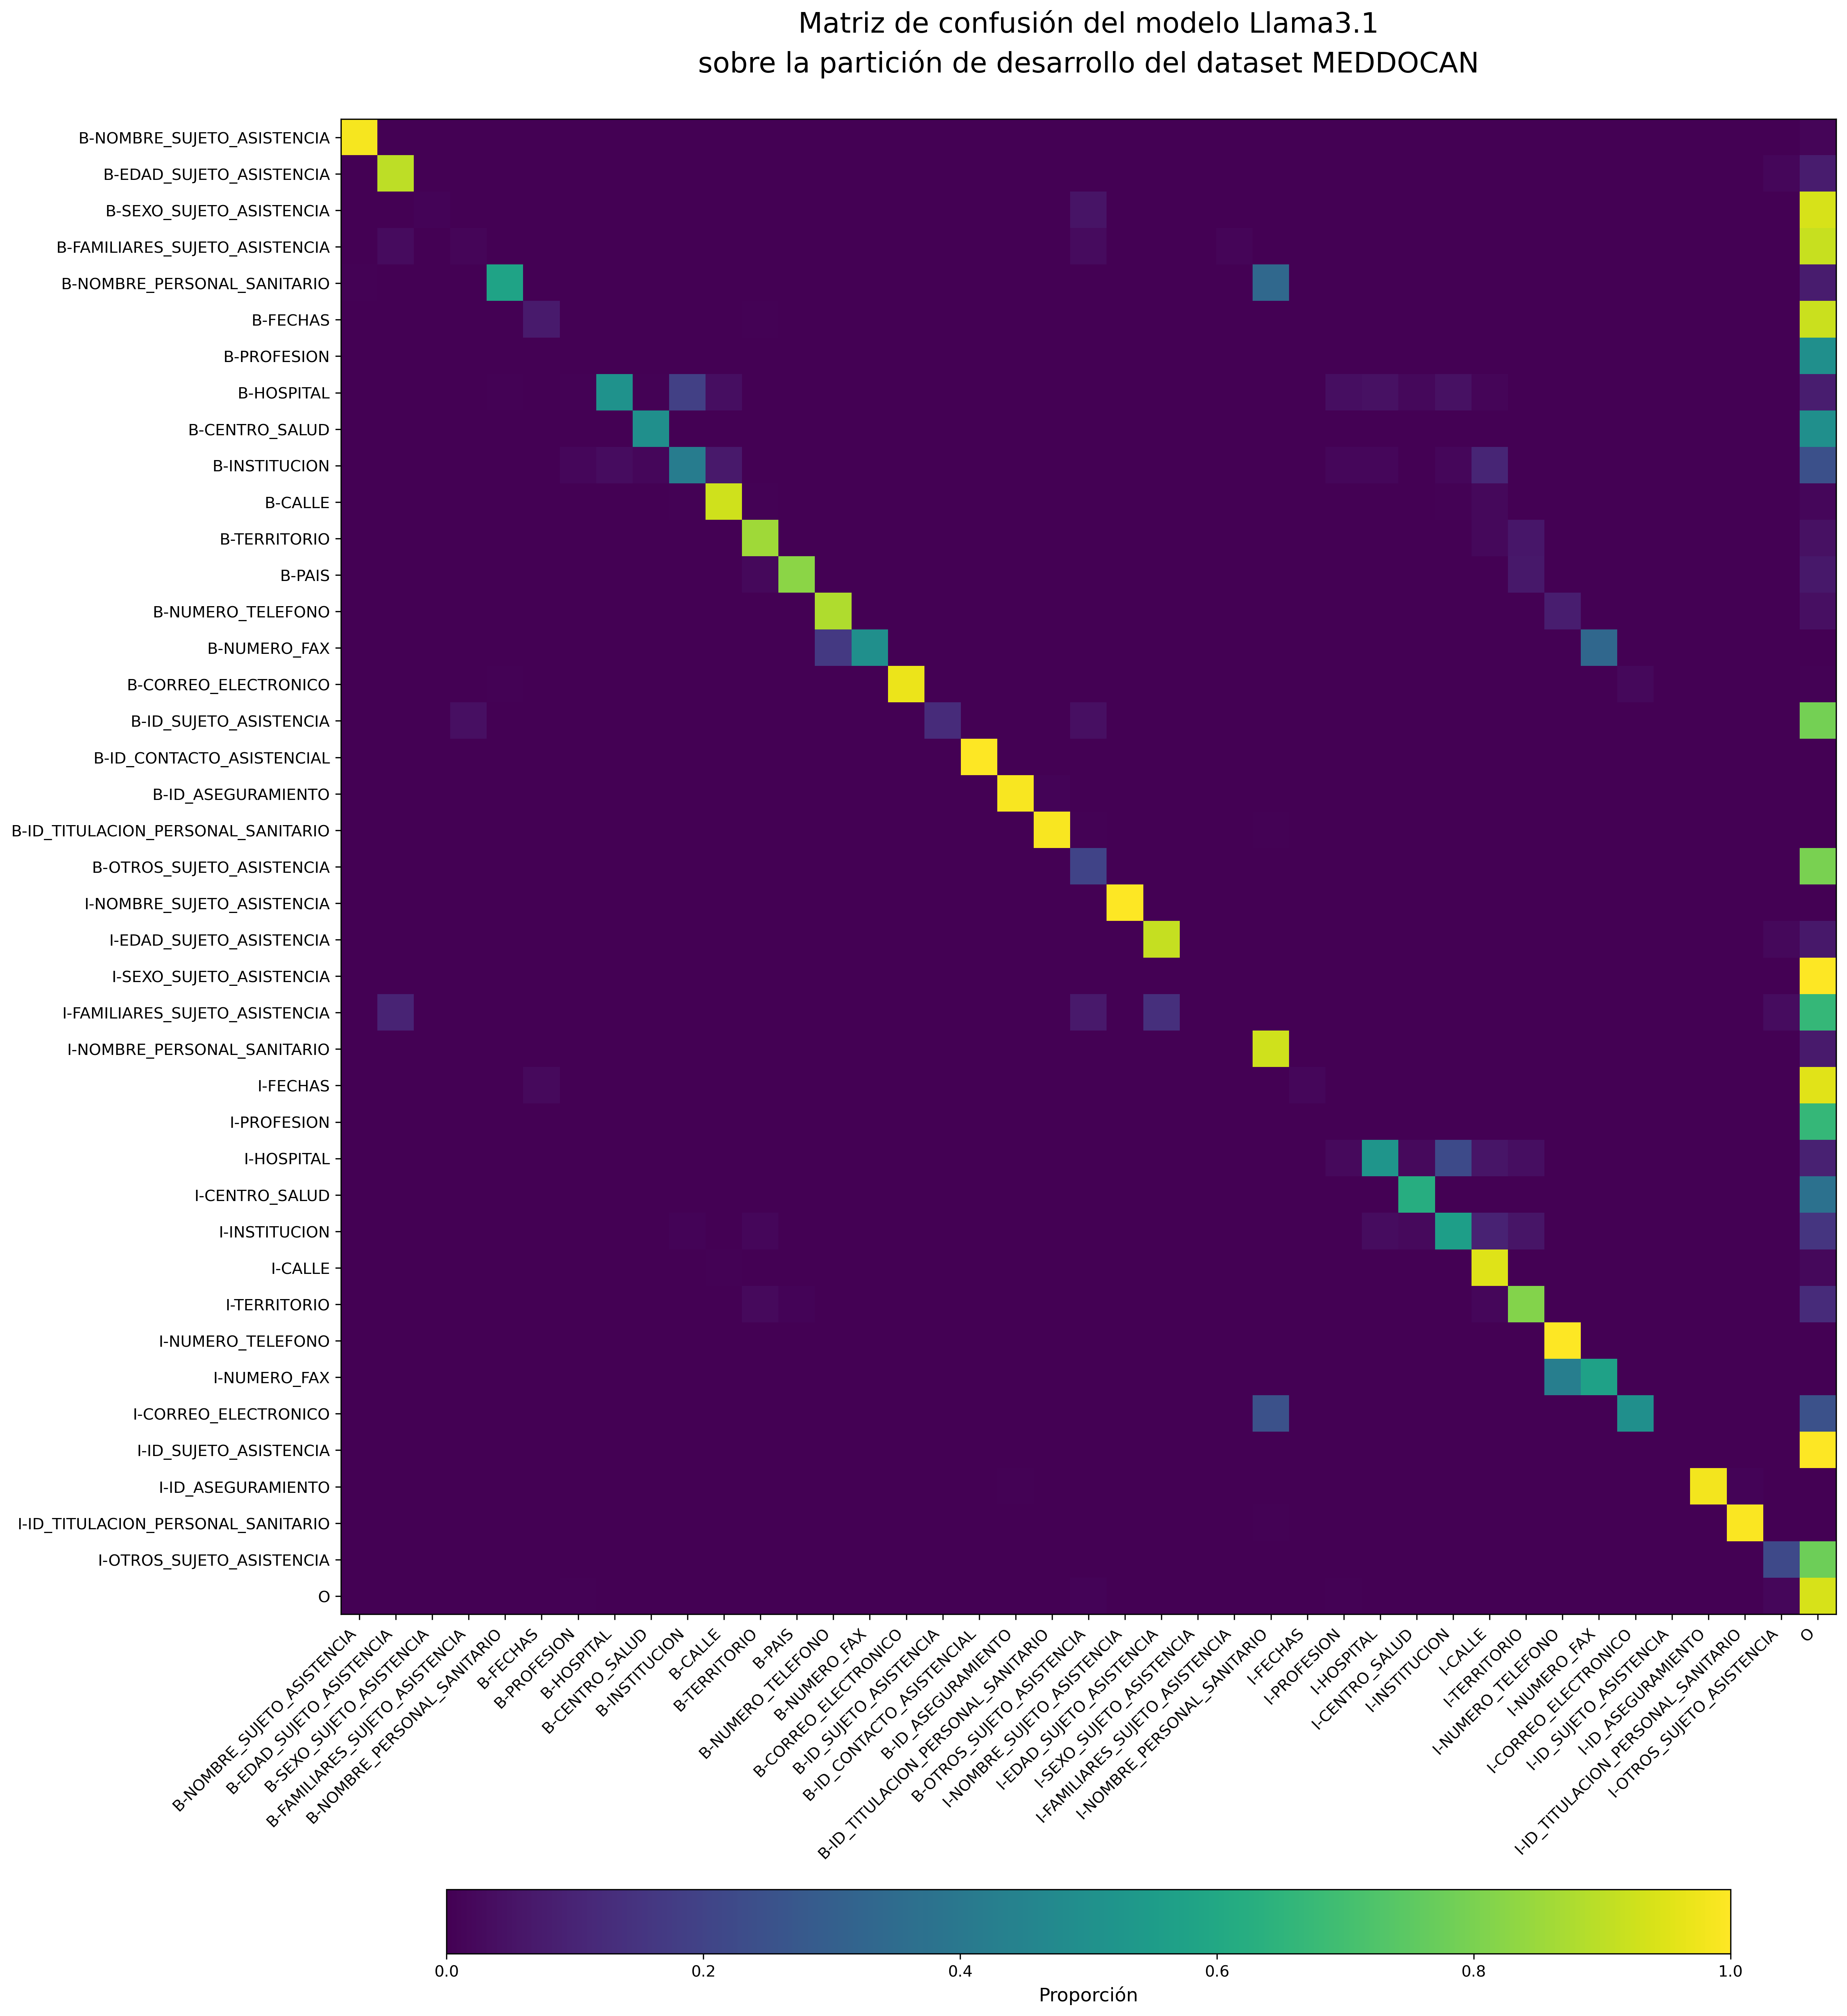 Matriz de confusión del modelo Llama3.1
sobre la partición de desarrollo del dataset MEDDOCAN
B-NOMBRE_SUJETO_ASISTENCIA
B-EDAD_SUJETO_ASISTENCIA
B-SEXO_SUJETO_ASISTENCIA
B-FAMILIARES_SUJETO_ASISTENCIA
B-NOMBRE_PERSONAL_SANITARIO
B-FECHAS
B-PROFESION
B-HOSPITAL
B-CENTRO_SALUD
B-INSTITUCION
B-CALLE
B-TERRITORIO
B-PAIS
B-NUMERO_TELEFONO
B-NUMERO_FAX
B-CORREO_ELECTRONICO
B-ID_SUJETO_ASISTENCIA
B-ID_CONTACTO_ASISTENCIAL
B-ID_ASEGURAMIENTO
B-ID_TITULACION_PERSONAL_SANITARIO
B-OTROS_SUJETO_ASISTENCIA
I-NOMBRE_SUJETO_ASISTENCIA
I-EDAD_SUJETO_ASISTENCIA
I-SEXO_SUJETO_ASISTENCIA
I-FAMILIARES_SUJETO_ASISTENCIA
I-NOMBRE_PERSONAL_SANITARIO
I-FECHAS
I-PROFESION
I-HOSPITAL
I-CENTRO_SALUD
I-INSTITUCION
I-CALLE
I-TERRITORIO
I-NUMERO_TELEFONO
I-NUMERO_FAX
I-CORREO_ELECTRONICO
I-ID_SUJETO_ASISTENCIA
I-ID_ASEGURAMIENTO
I-ID_TITULACION_PERSONAL_SANITARIO
I-OTROS_SUJETO_ASISTENCIA
O
B-NOMBRE_SUJETO_ASISTENCIA
B-EDAD_SUJETO_ASISTENCIA
B-SEXO_SUJETO_ASISTENCIA
B-FAMILIARES_SUJETO_ASISTENCIA
B-NOMBRE_PERSONAL_SANITARIO
B-FECHAS
B-PROFESION
B-HOSPITAL
B-CENTRO_SALUD
B-INSTITUCION
B-CALLE
B-TERRITORIO
B-PAIS
B-NUMERO_TELEFONO
B-NUMERO_FAX
B-CORREO_ELECTRONICO
B-ID_SUJETO_ASISTENCIA
B-ID_CONTACTO_ASISTENCIAL
B-ID_ASEGURAMIENTO
B-ID_TITULACION_PERSONAL_SANITARIO
B-OTROS_SUJETO_ASISTENCIA
I-NOMBRE_SUJETO_ASISTENCIA
I-EDAD_SUJETO_ASISTENCIA
I-SEXO_SUJETO_ASISTENCIA
I-FAMILIARES_SUJETO_ASISTENCIA
I-NOMBRE_PERSONAL_SANITARIO
I-FECHAS
I-PROFESION
I-HOSPITAL
I-CENTRO_SALUD
I-INSTITUCION
I-CALLE
I-TERRITORIO
I-NUMERO_TELEFONO
I-NUMERO_FAX
I-CORREO_ELECTRONICO
I-ID_SUJETO_ASISTENCIA
I-ID_ASEGURAMIENTO
I-ID_TITULACION_PERSONAL_SANITARIO
I-OTROS_SUJETO_ASISTENCIA
O
0.0 0.2 0.4 0.6 0.8 1.0
Proporción